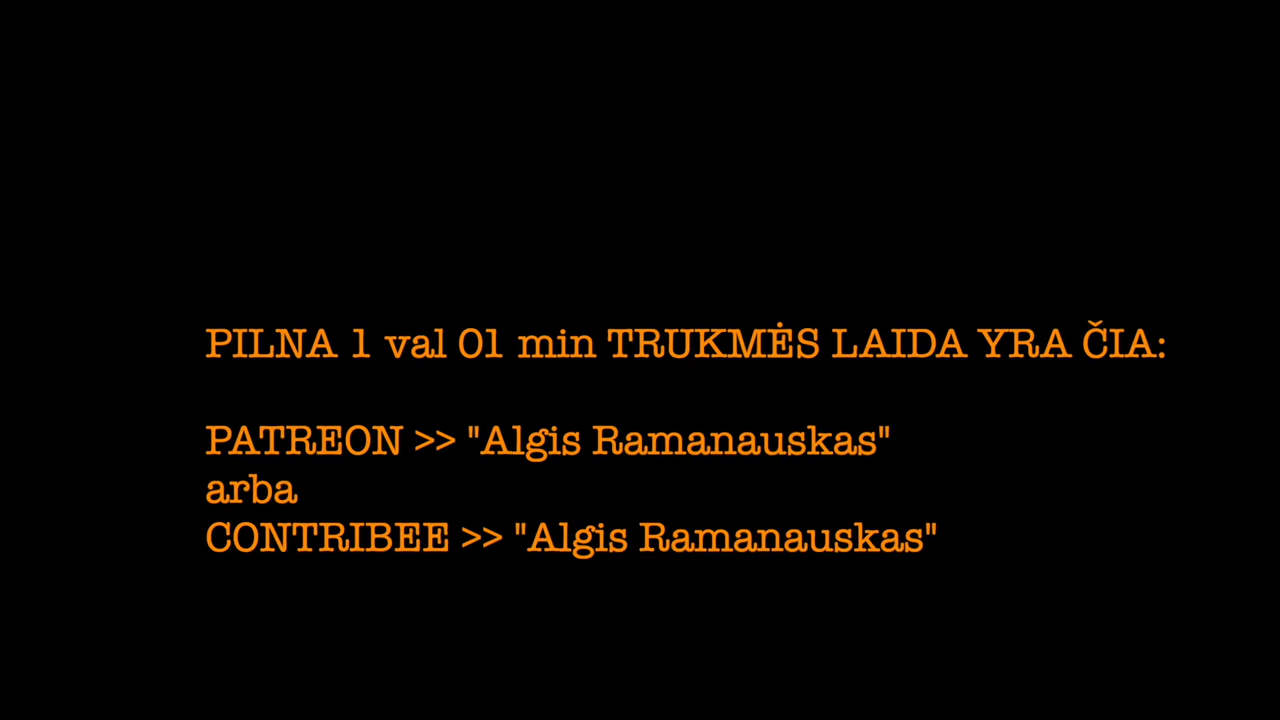 PILNA 1 val 01 min TRUKMĖS LAIDA YRA ČIA:
PATREON >> "Algis Ramanauskas"
arba
CONTRIBEE >> "Algis Ramanauskas"